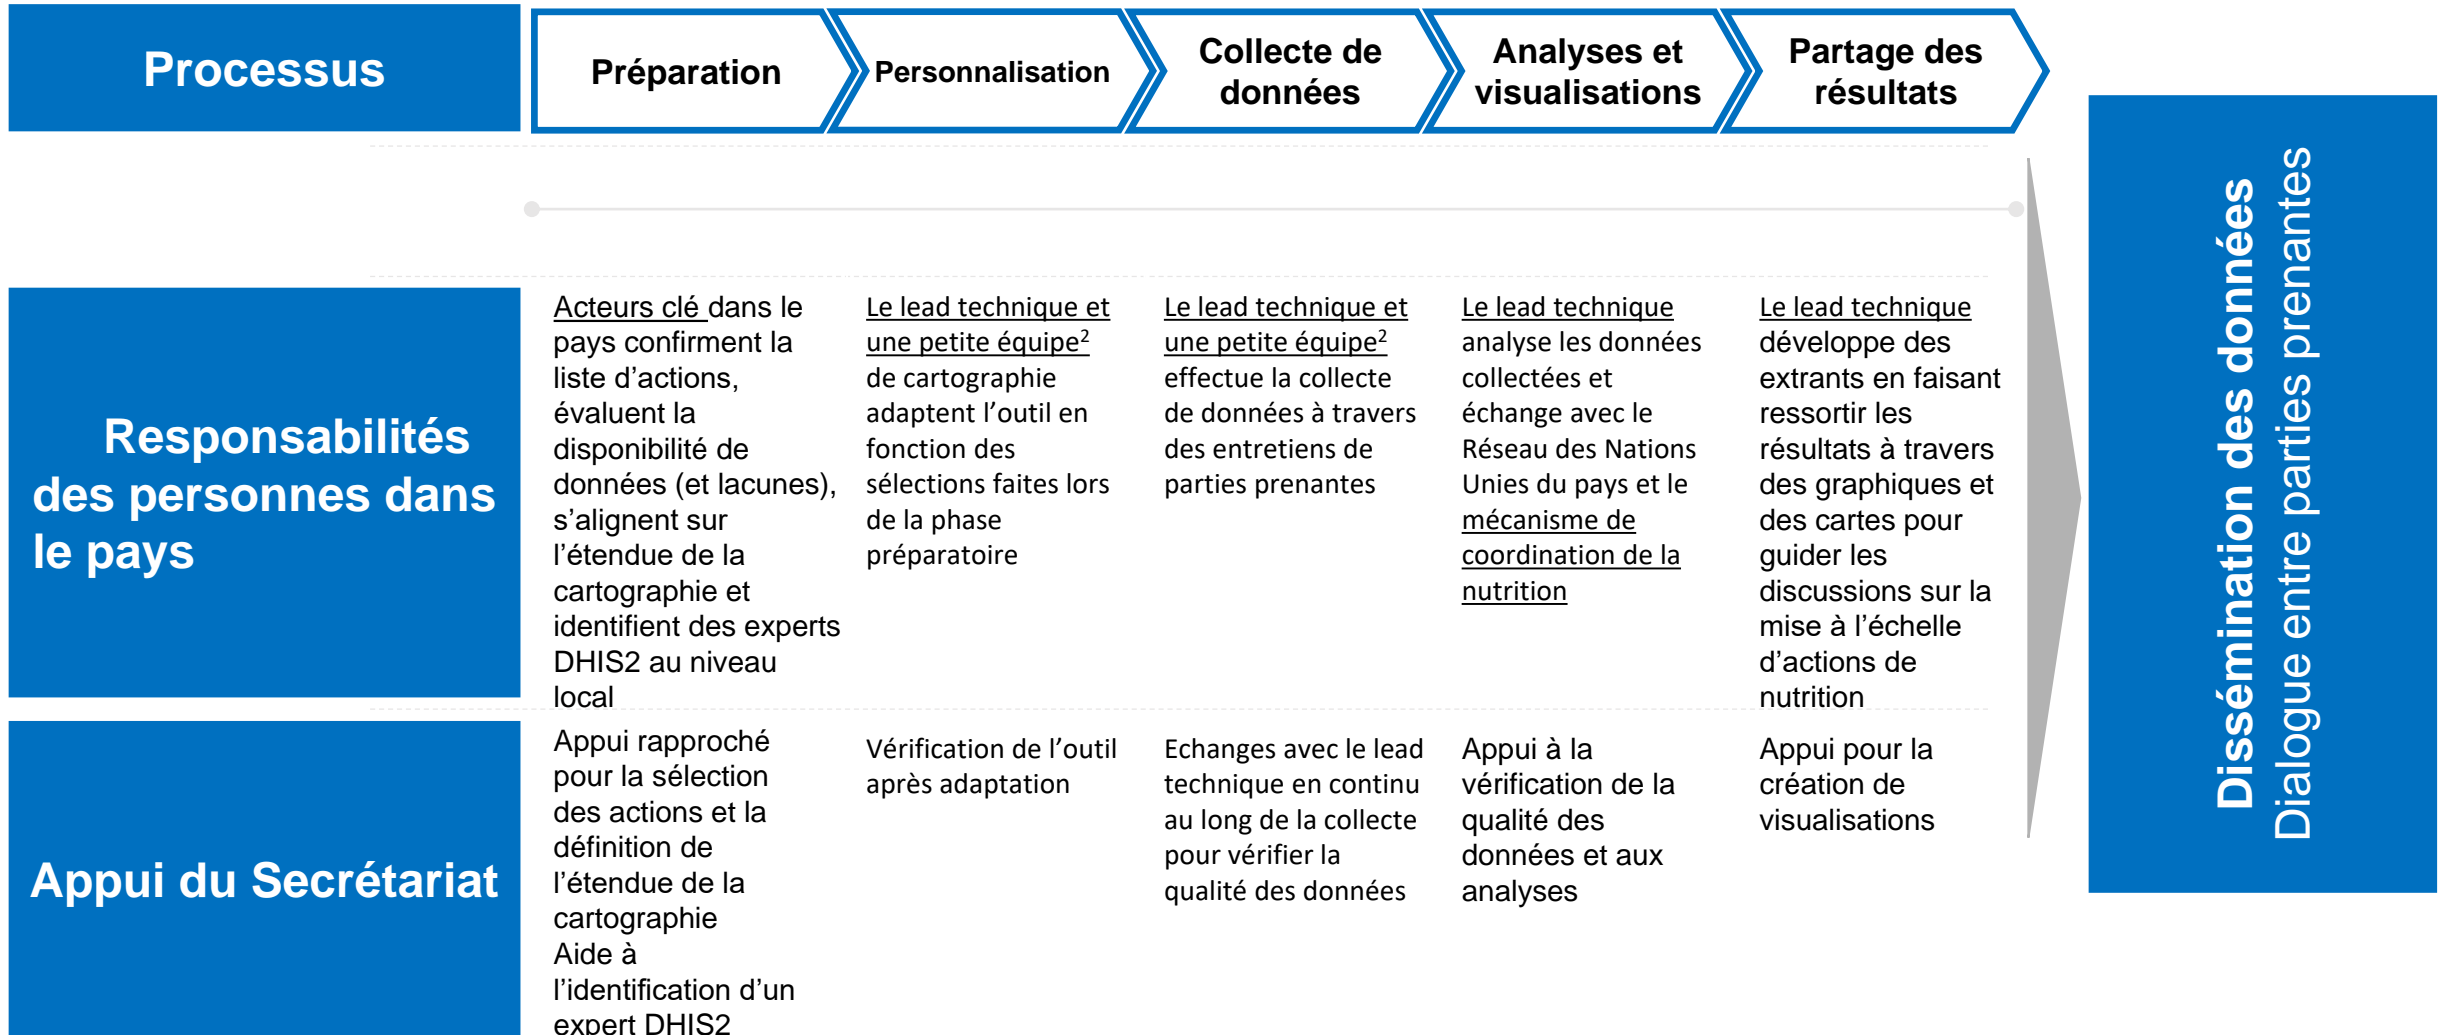 Processus
Préparation
Personnalisation
Collecte de
données
Analyses et
visualisations
Partage des
résultats
Responsabilités
des personnes dans
le pays
Acteurs clé dans le
pays confirment la
liste d’actions,
évaluent la
disponibilité de
données (et lacunes),
s’alignent sur
l’étendue de la
cartographie et
identifient des experts
DHIS2 au niveau
local
Le lead technique et
une petite équipe²
de cartographie
adaptent l’outil en
fonction des
sélections faites lors
de la phase
préparatoire
Le lead technique et
une petite équipe²
effectue la collecte
de données à travers
des entretiens de
parties prenantes
Le lead technique
analyse les données
collectées et
échange avec le
Réseau des Nations
Unies du pays et le
mécanisme de
coordination de la
nutrition
Le lead technique
développe des
extrants en faisant
ressortir les
résultats à travers
des graphiques et
des cartes pour
guider les
discussions sur la
mise à l’échelle
d’actions de
nutrition
Appui du Secrétariat
Appui rapproché
pour la sélection
des actions et la
définition de
l’étendue de la
cartographie
Aide à
l’identification d’un
expert DHIS2
Vérification de l’outil
après adaptation
Echanges avec le lead
technique en continu
au long de la collecte
pour vérifier la
qualité des données
Appui à la
vérification de la
qualité des
données et aux
analyses
Appui pour la
création de
visualisations
Dissémination des données
Dialogue entre parties prenantes